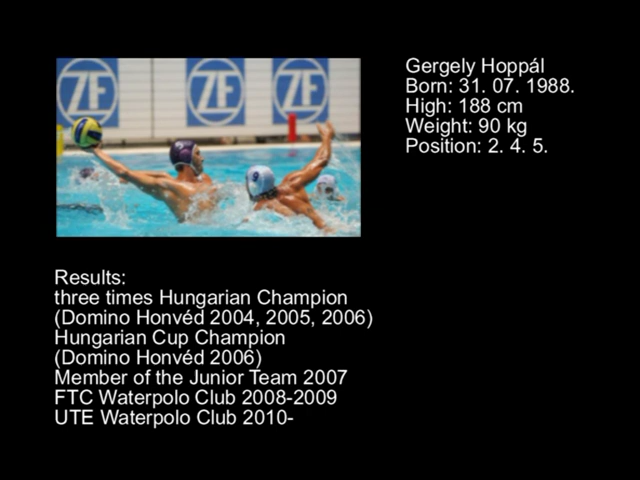 ZF ZF ZF
Gergely Hoppál
Born: 31. 07. 1988.
High: 188 cm
Weight: 90 kg
Position: 2. 4. 5.
9
Results:
three times Hungarian Champion
(Domino Honvéd 2004, 2005, 2006)
Hungarian Cup Champion
(Domino Honvéd 2006)
Member of the Junior Team 2007
FTC Waterpolo Club 2008-2009
UTE Waterpolo Club 2010-